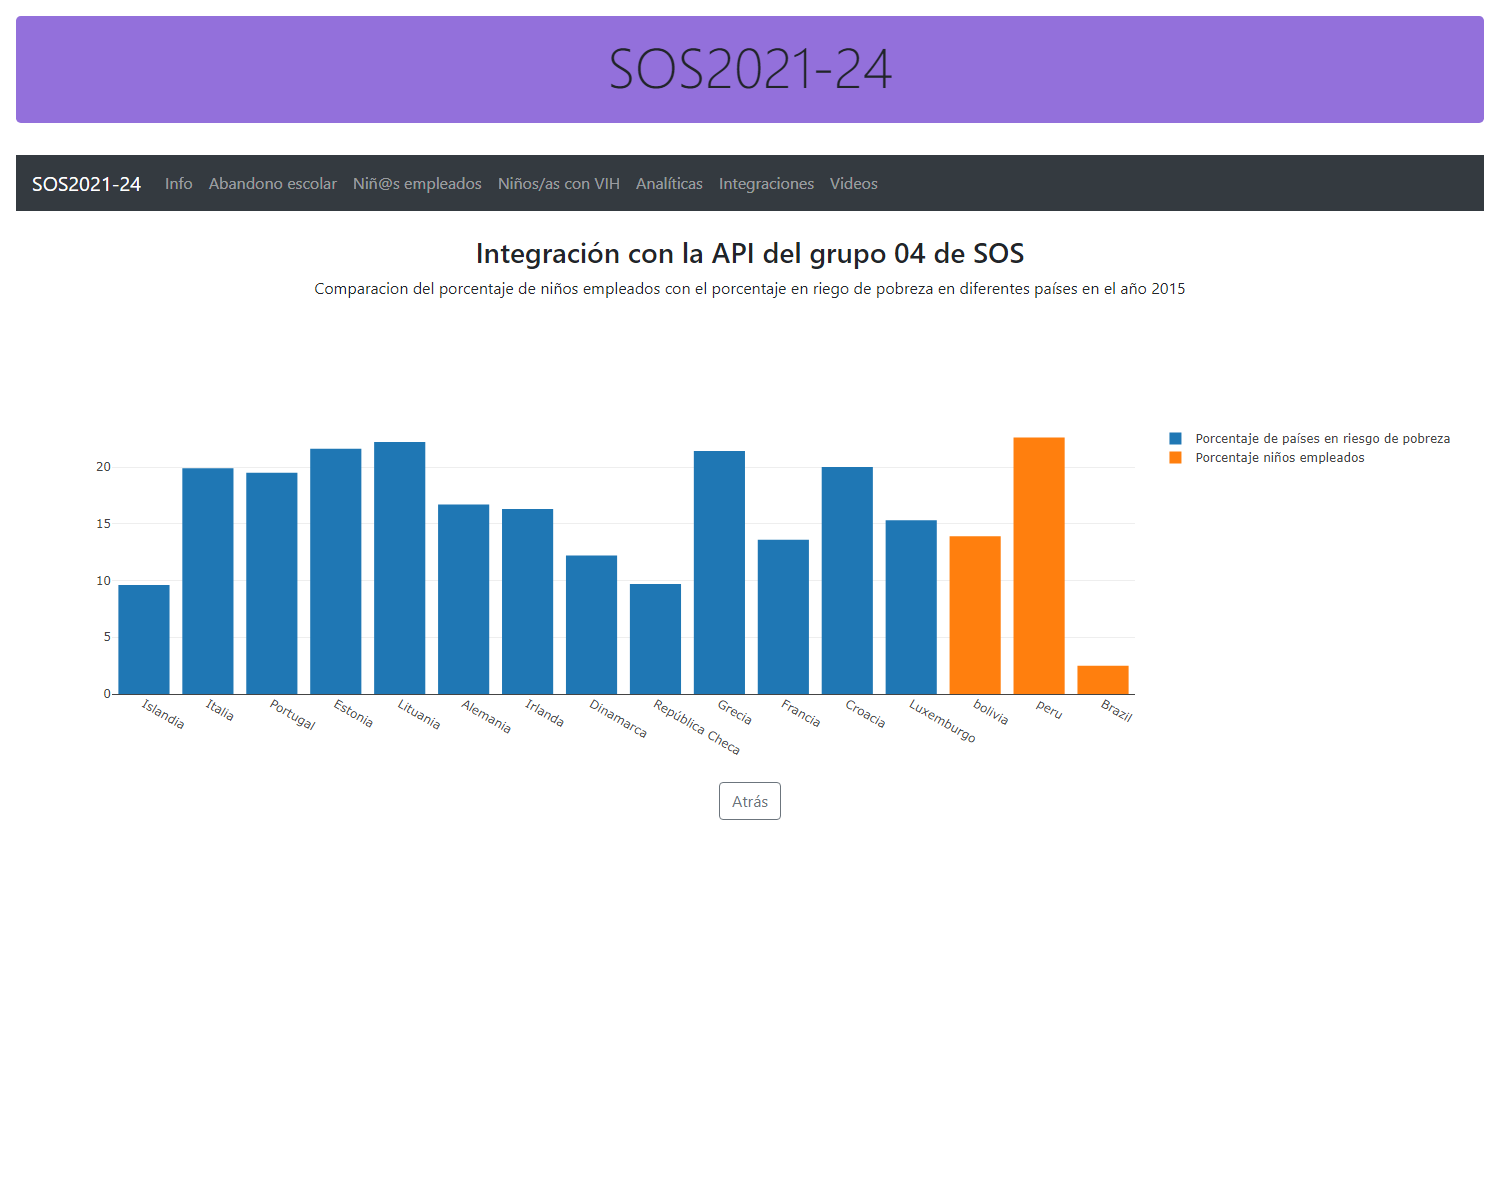 SOS2021-24
SOS2021-24 Info Abandono escolar Niñ@s empleados Niños/as con VIH Analíticas Integraciones Videos
Integración con la API del grupo 04 de SOS
Comparacion del porcentaje de niños empleados con el porcentaje en riego de pobreza en diferentes países en el año 2015
Porcentaje de países en riesgo de pobreza
Porcentaje niños empleados
20
15
10
5
0
Islandia
Italia
Portugal
Estonia
Lituania
Alemania
Irlanda
Dinamarca
República Checa
Grecia
Francia
Croacia
Luxemburgo
bolivia
peru
Brazil
Atrás